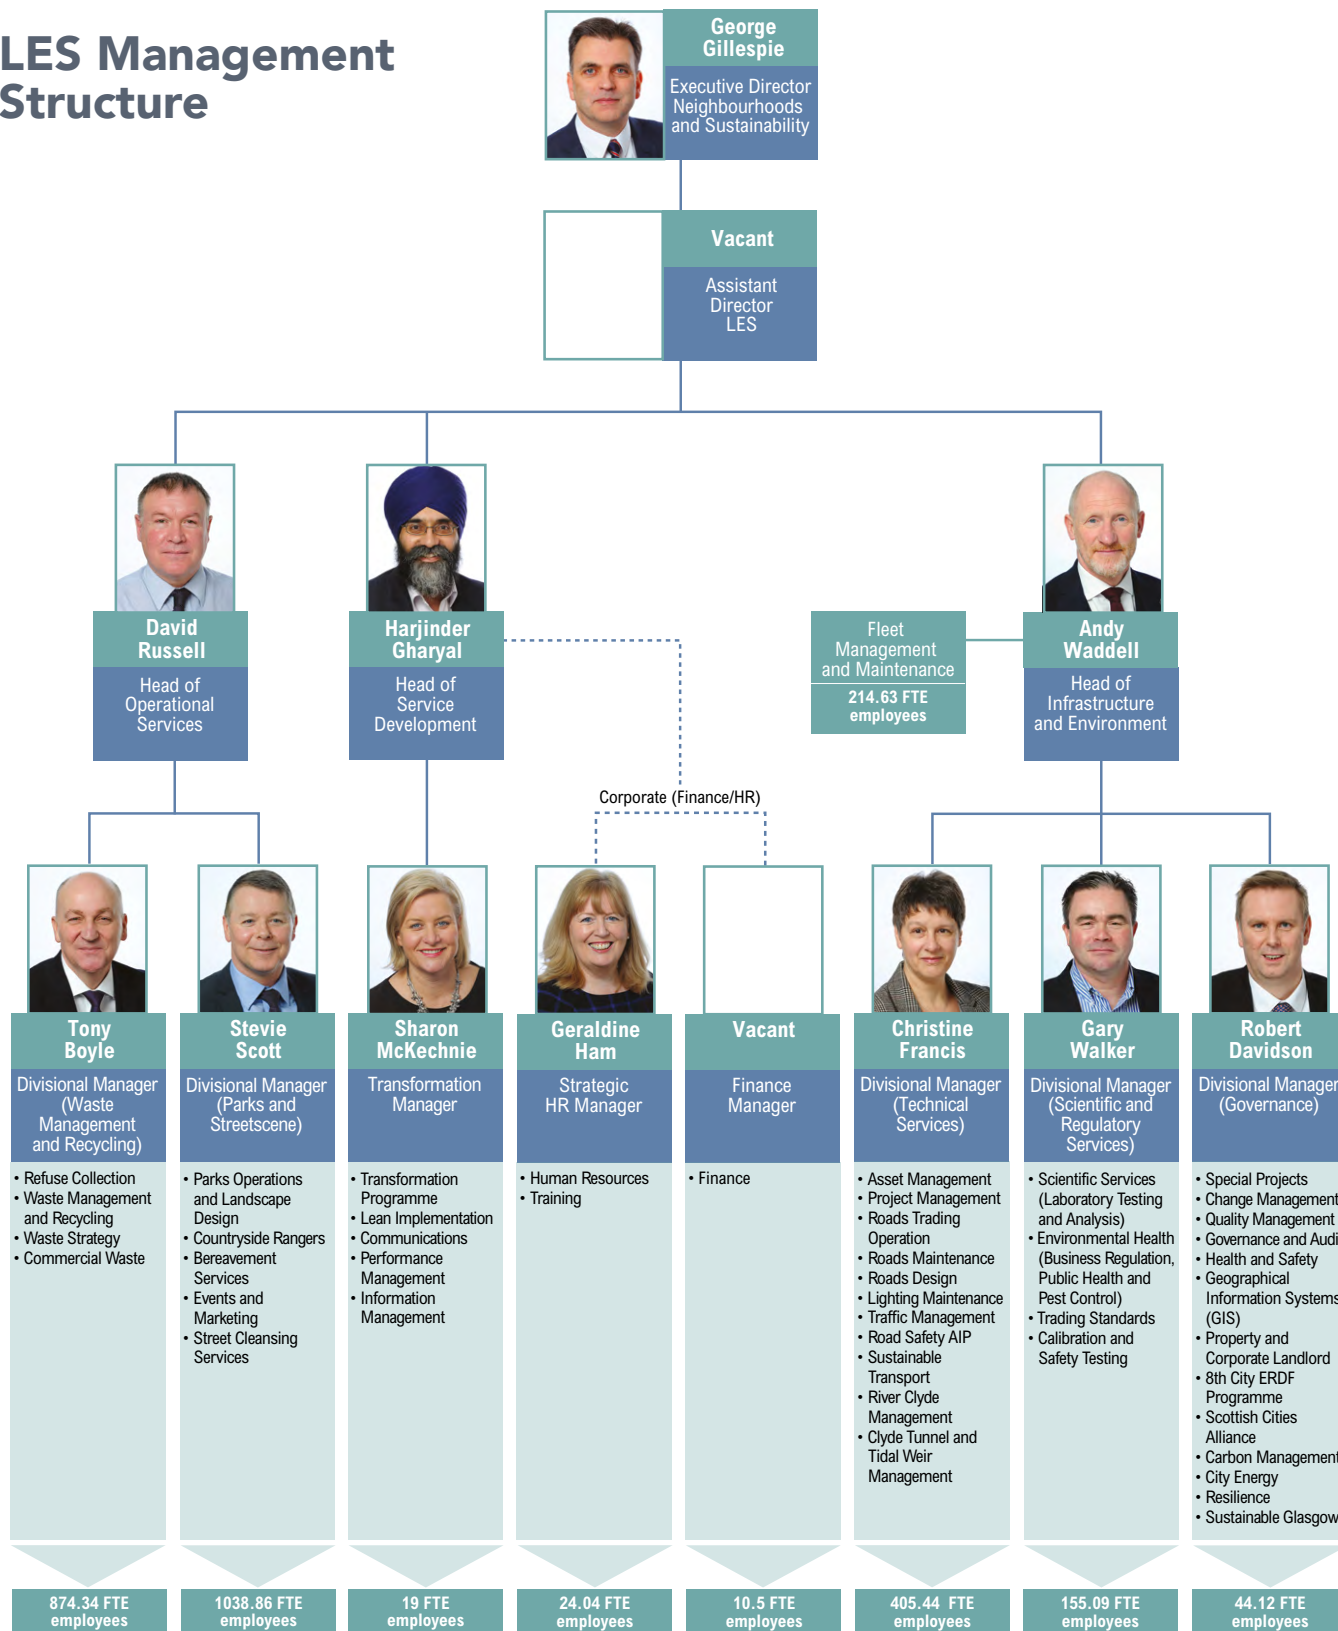 LES Management
Structure
George
Gillespie
Executive Director
Neighbourhoods
and Sustainability
Vacant
Assistant
Director
LES
David
Russell
Head of
Operational
Services
Harjinder
Gharyal
Head of
Service
Development
Fleet
Management
and Maintenance
214.63 FTE
employees
Andy
Waddell
Head of
Infrastructure
and Environment
Corporate (Finance/HR)
Tony
Boyle
Divisional Manager
(Waste
Management
and Recycling)
• Refuse Collection
• Waste Management
and Recycling
• Waste Strategy
• Commercial Waste
874.34 FTE
employees
Stevie
Scott
Divisional Manager
(Parks and
Streetscene)
• Parks Operations
and Landscape
Design
• Countryside Rangers
• Bereavement
Services
• Events and
Marketing
• Street Cleansing
Services
1038.86 FTE
employees
Sharon
McKechnie
Transformation
Manager
• Transformation
Programme
• Lean Implementation
• Communications
• Performance
Management
• Information
Management
19 FTE
employees
Geraldine
Ham
Strategic
HR Manager
• Human Resources
• Training
24.04 FTE
employees
Vacant
Finance
Manager
• Finance
10.5 FTE
employees
Christine
Francis
Divisional Manager
(Technical
Services)
• Asset Management
• Project Management
• Roads Trading
Operation
• Roads Maintenance
• Roads Design
• Lighting Maintenance
• Traffic Management
• Road Safety AIP
• Sustainable
Transport
• River Clyde
Management
• Clyde Tunnel and
Tidal Weir
Management
405.44 FTE
employees
Gary
Walker
Divisional Manager
(Scientific and
Regulatory
Services)
• Scientific Services
(Laboratory Testing
and Analysis)
• Environmental Health
(Business Regulation,
Public Health and
Pest Control)
• Trading Standards
• Calibration and
Safety Testing
155.09 FTE
employees
Robert
Davidson
Divisional Manager
(Governance)
• Special Projects
• Change Management
• Quality Management
• Governance and Audi
• Health and Safety
• Geographical
Information Systems
(GIS)
• Property and
Corporate Landlord
• 8th City ERDF
Programme
• Scottish Cities
Alliance
• Carbon Management
• City Energy
• Resilience
• Sustainable Glasgow
44.12 FTE
employees